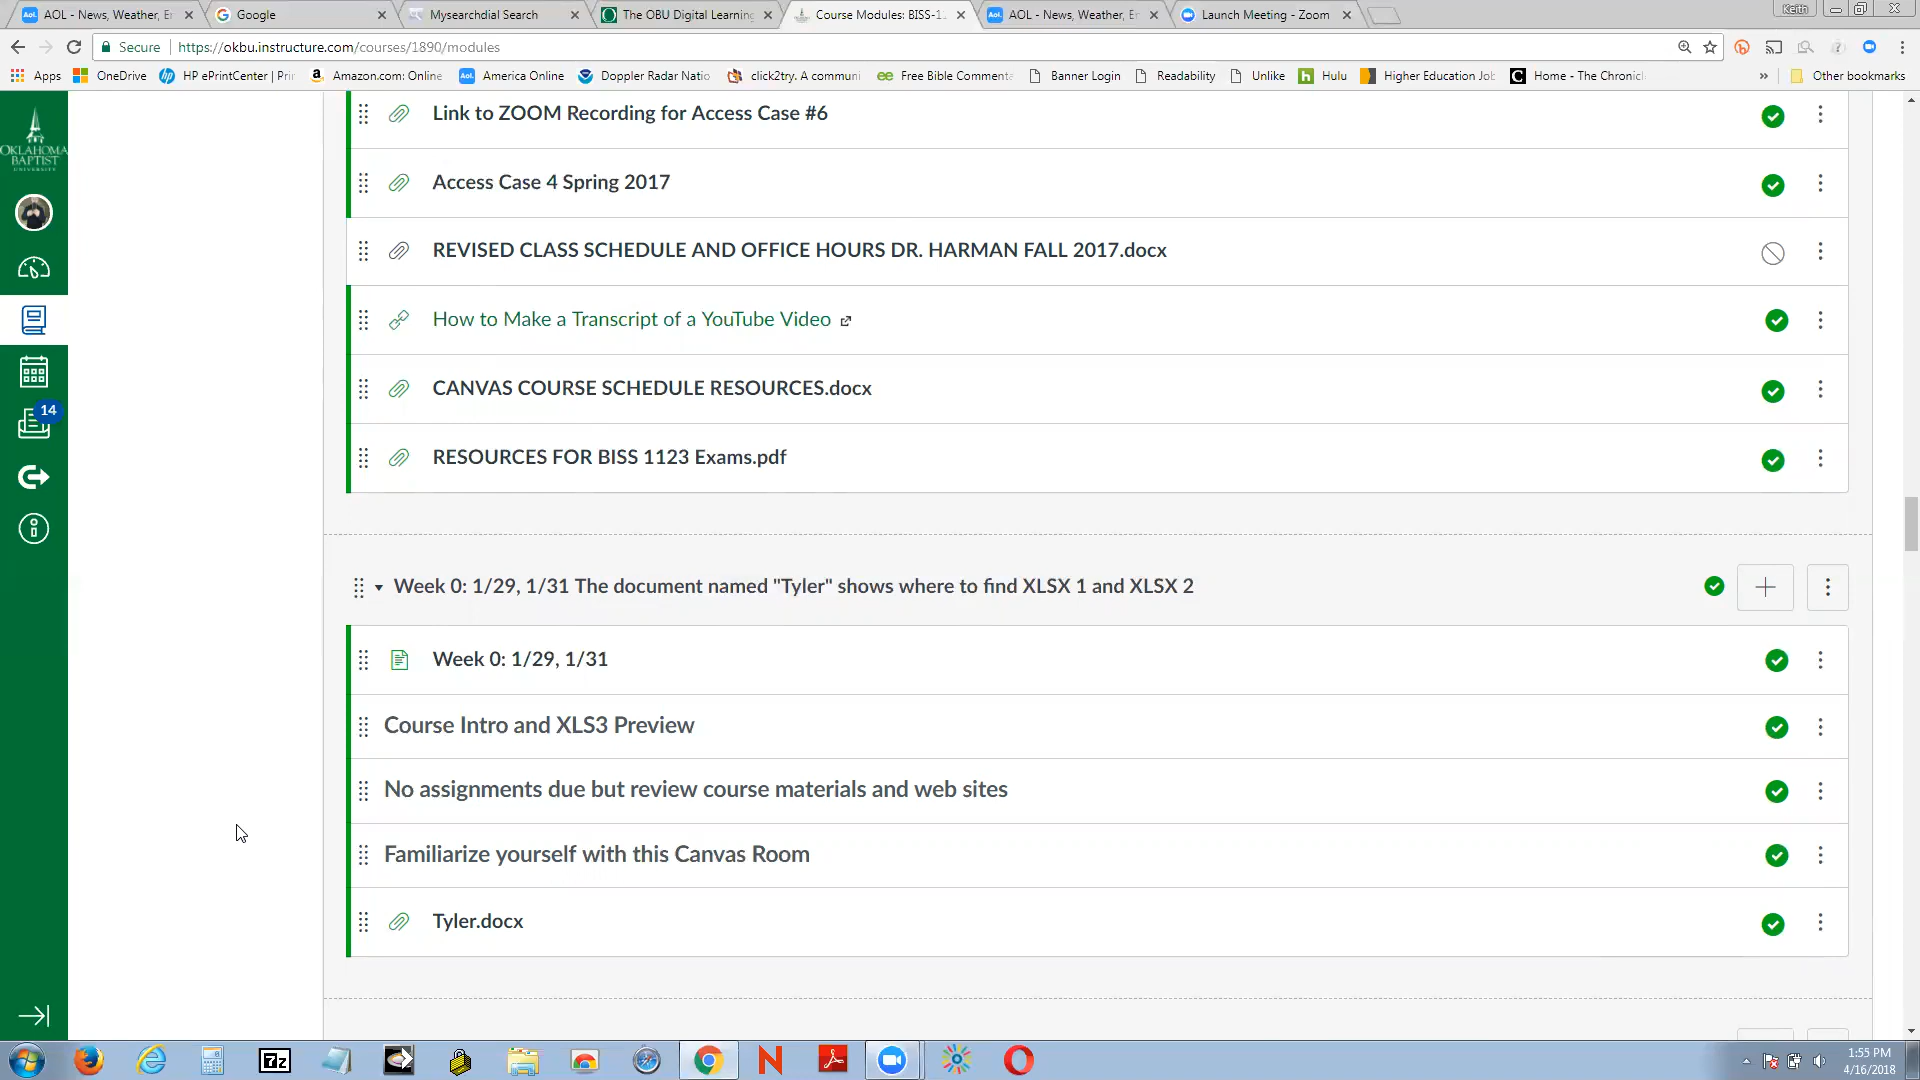 AOL - News, Weather, Er
Google
Mysearchdial Search
The OBU Digital Learning
Course Modules: BISS-1
AOL - News, Weather, Er
Launch Meeting - Zoom
Keith
Secure
https://okbu.instructure.com/courses/1890/modules
Apps
OneDrive
HP ePrintCenter | Pri
Amazon.com: Online
America Online
Doppler Radar Natio
click2try. A communi
Free Bible Comment
Banner Login
Readability
Unlike
Hulu
Higher Education Job
Home - The Chronicl
»
Other bookmarks
OKLAHOMA
BAPTIST
UNIVERSITY
14
Link to ZOOM Recording for Access Case #6
Access Case 4 Spring 2017
REVISED CLASS SCHEDULE AND OFFICE HOURS DR. HARMAN FALL 2017.docx
How to Make a Transcript of a YouTube Video
CANVAS COURSE SCHEDULE RESOURCES.docx
RESOURCES FOR BISS 1123 Exams.pdf
Week 0: 1/29, 1/31 The document named "Tyler" shows where to find XLSX 1 and XLSX 2
Week 0: 1/29, 1/31
Course Intro and XLS3 Preview
No assignments due but review course materials and web sites
Familiarize yourself with this Canvas Room
Tyler.docx
7z
1:55 PM
4/16/2018